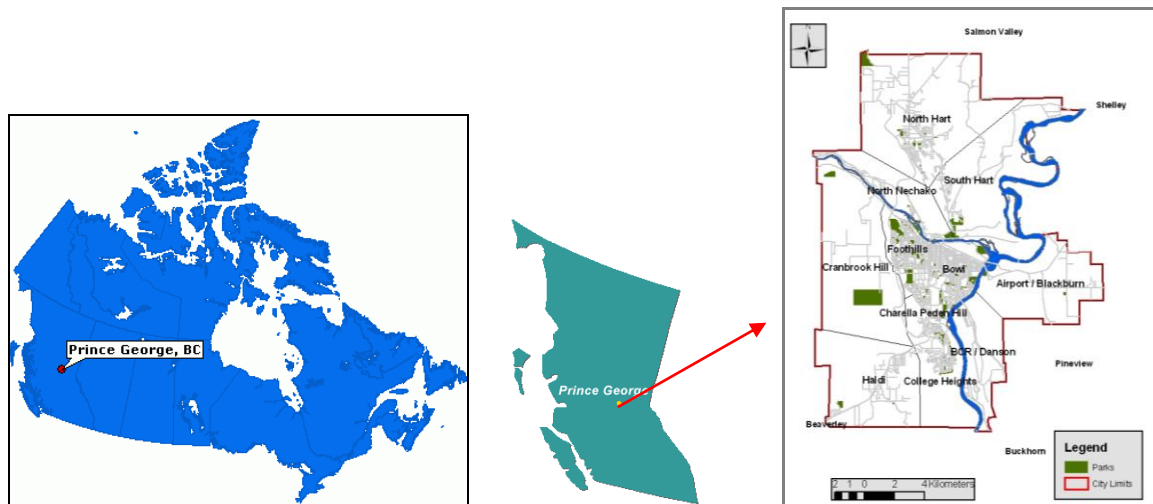 Prince George, BC
Prince George
N
Salmon Valley
Shelley
North Hart
South Hart
North Nechako
Foothills
Bowl
Cranbrook Hill
Airport / Blackburn
Charella Peden Hill
BCR / Danson
Pineview
Haldi
College Heights
Beaverley
Buckhorn
Legend
Parks
City Limits
2 1 0 2 4 Kilometers